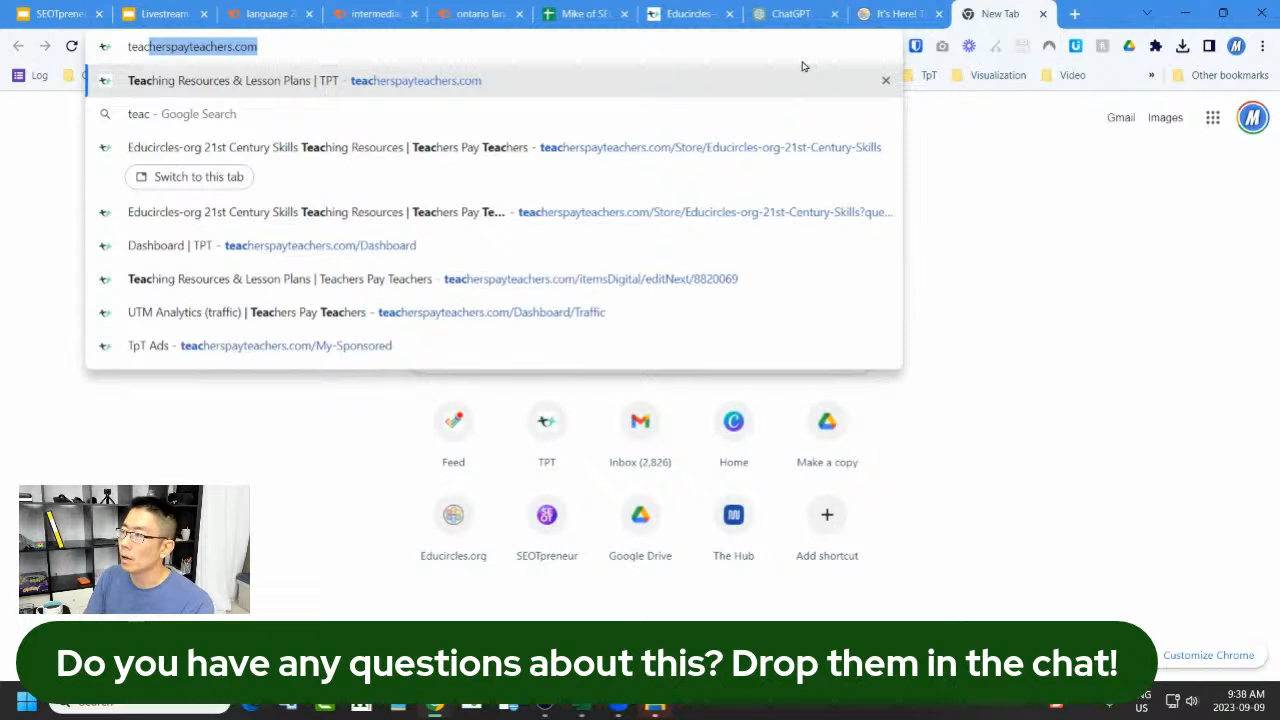 SEOTpreneu
Livestream
language A
intermedia
ontario lan
Mike of SE
Educircles-
ChatGPT
It's Here! T
New Tab
teacherspayteachers.com
Log
TpT
Visualization
Video
»
Other bookmarks
Teaching Resources & Lesson Plans | TPT - teacherspayteachers.com
teac - Google Search
Educircles-org 21st Century Skills Teaching Resources | Teachers Pay Teachers - teacherspayteachers.com/Store/Educircles-org-21st-Century-Skills
Switch to this tab
Educircles-org 21st Century Skills Teaching Resources | Teachers Pay Te... - teacherspayteachers.com/Store/Educircles-org-21st-Century-Skills?que...
Dashboard | TPT - teacherspayteachers.com/Dashboard
Teaching Resources & Lesson Plans | Teachers Pay Teachers - teacherspayteachers.com/itemsDigital/editNext/8820069
UTM Analytics (traffic) | Teachers Pay Teachers - teacherspayteachers.com/Dashboard/Traffic
TpT Ads - teacherspayteachers.com/My-Sponsored
Gmail Images
Feed
TPT
Inbox (2,826)
Home
Make a copy
Educircles.org
SEOTpreneur
Google Drive
The Hub
Add shortcut
Do you have any questions about this? Drop them in the chat!
Customize Chrome
9:38 AM
2023-09-09